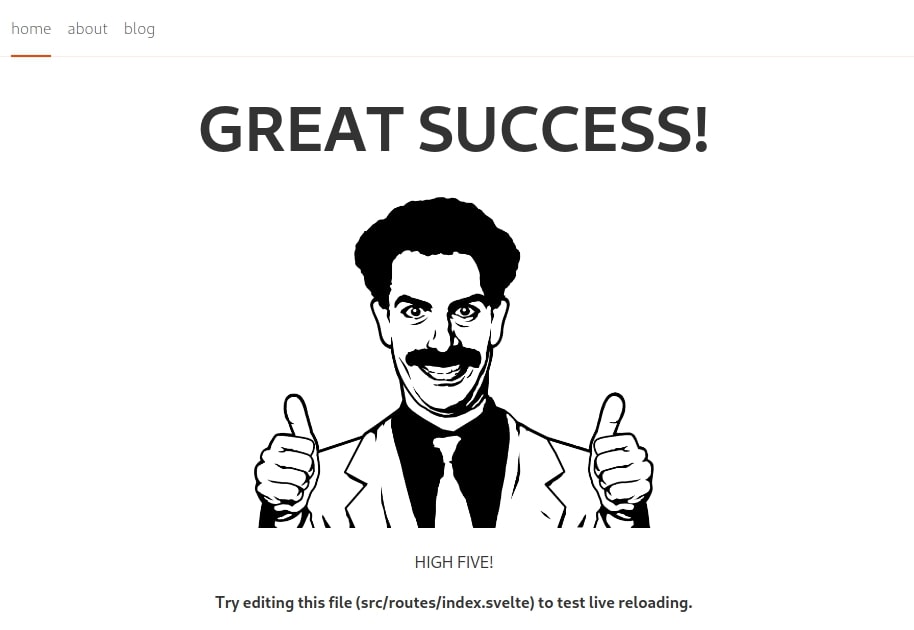 home about blog
GREAT SUCCESS!
HIGH FIVE!
Try editing this file (src/routes/index.svelte) to test live reloading.